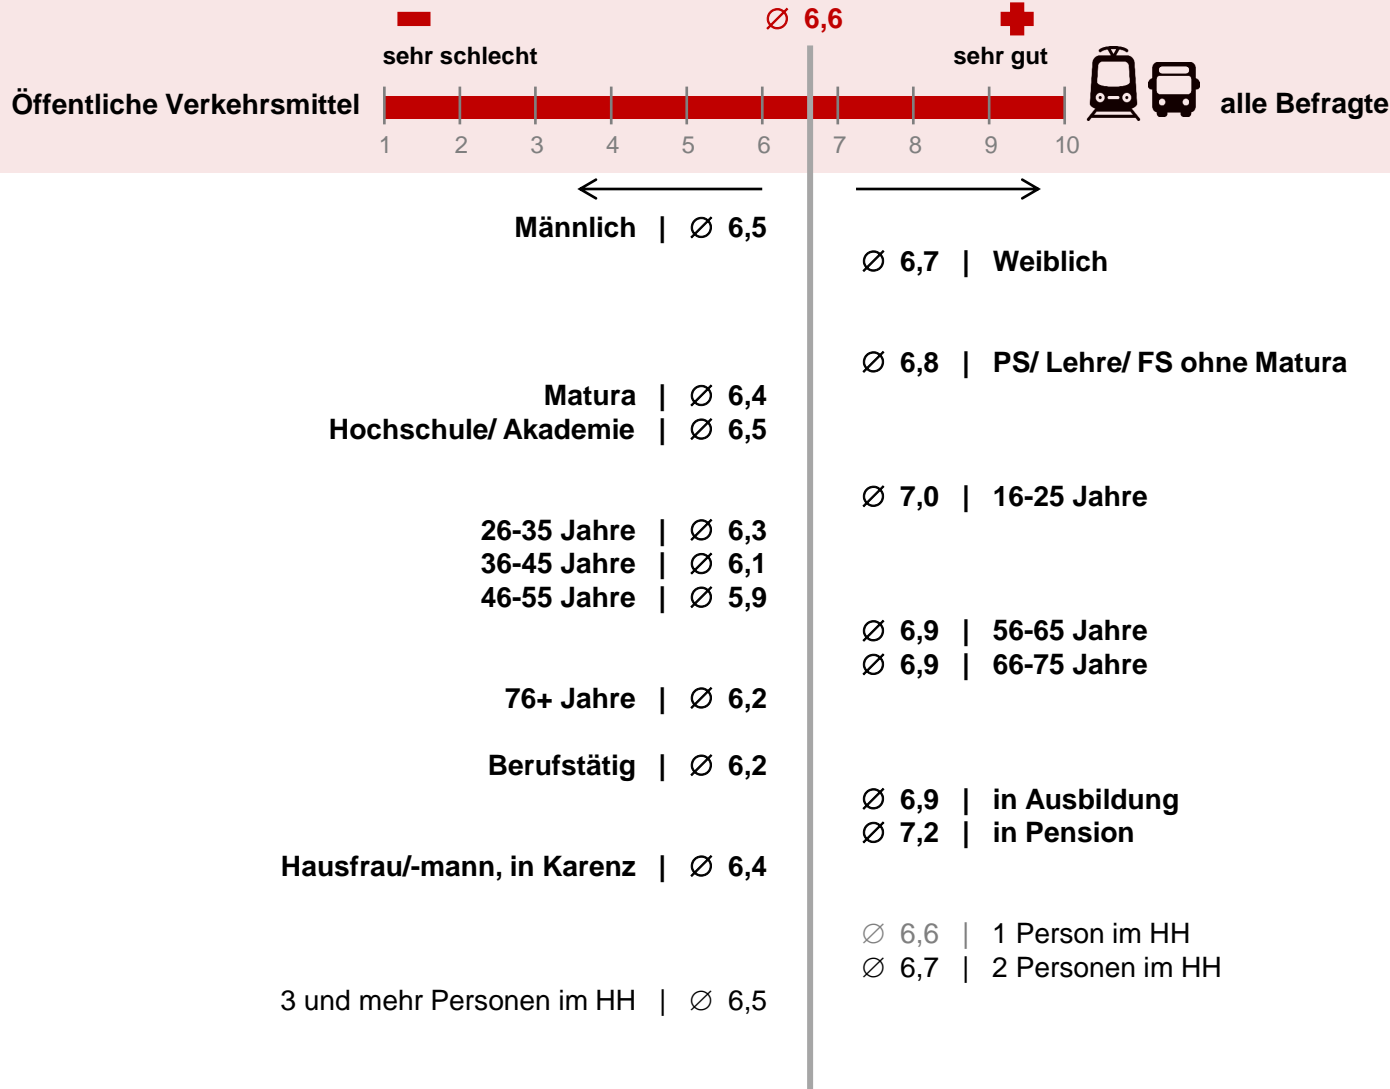 Ø 6,6
sehr schlecht
sehr gut
Öffentliche Verkehrsmittel
alle Befragte
1 2 3 4 5 6 7 8 9 10
Männlich | Ø 6,5
Ø 6,7 | Weiblich
Ø 6,8 | PS/ Lehre/ FS ohne Matura
Matura | Ø 6,4
Hochschule/ Akademie | Ø 6,5
Ø 7,0 | 16-25 Jahre
26-35 Jahre | Ø 6,3
36-45 Jahre | Ø 6,1
46-55 Jahre | Ø 5,9
Ø 6,9 | 56-65 Jahre
Ø 6,9 | 66-75 Jahre
76+ Jahre | Ø 6,2
Berufstätig | Ø 6,2
Ø 6,9 | in Ausbildung
Ø 7,2 | in Pension
Hausfrau/-mann, in Karenz | Ø 6,4
Ø 6,6 | 1 Person im HH
Ø 6,7 | 2 Personen im HH
3 und mehr Personen im HH | Ø 6,5